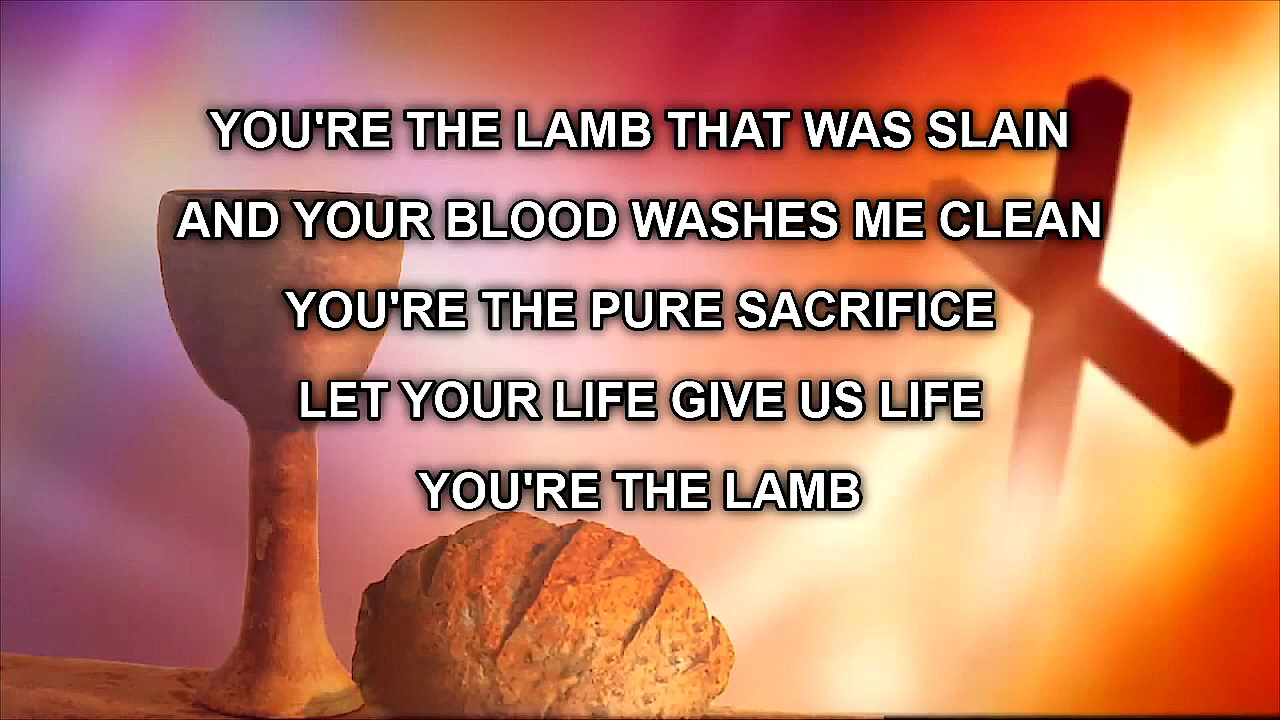 YOU'RE THE LAMB THAT WAS SLAIN
AND YOUR BLOOD WASHES ME CLEAN
YOU'RE THE PURE SACRIFICE
LET YOUR LIFE GIVE US LIFE
YOU'RE THE LAMB